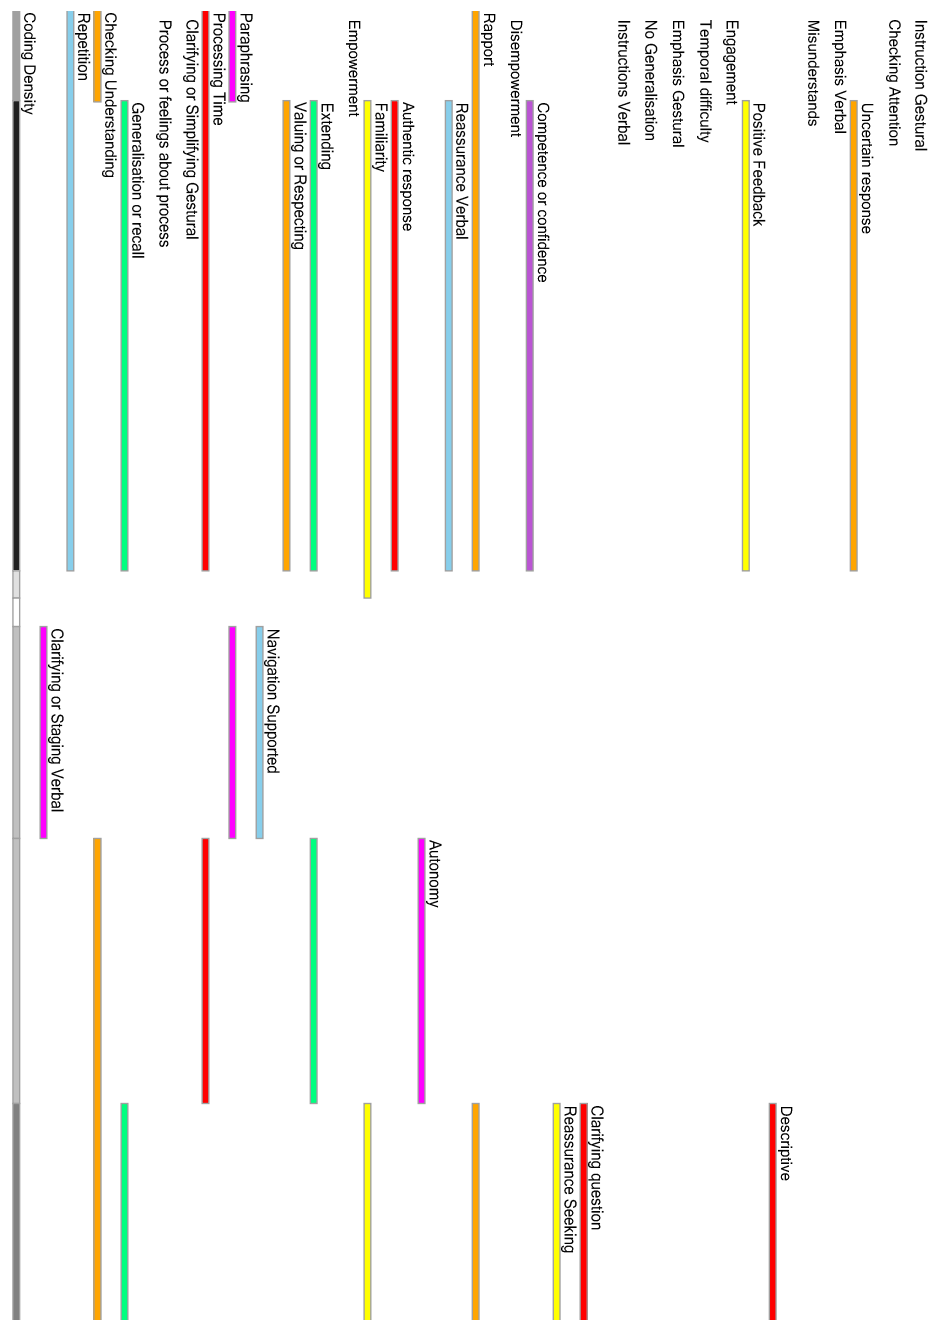 Instruction Gestural
Checking Attention
Uncertain response
Emphasis Verbal
Misunderstands
Descriptive
Positive Feedback
Engagement
Temporal difficulty
Emphasis Gestural
No Generalisation
Instructions Verbal
Clarifying question
Reassurance Seeking
Competence or confidence
Disempowerment
Rapport
Reassurance Verbal
Autonomy
Authentic response
Familiarity
Empowerment
Extending
Valuing or Respecting
Navigation Supported
Paraphrasing
Processing Time
Clarifying or Simplifying Gestural
Process or feelings about process
Generalisation or recall
Checking Understanding
Repetition
Clarifying or Staging Verbal
Coding Density